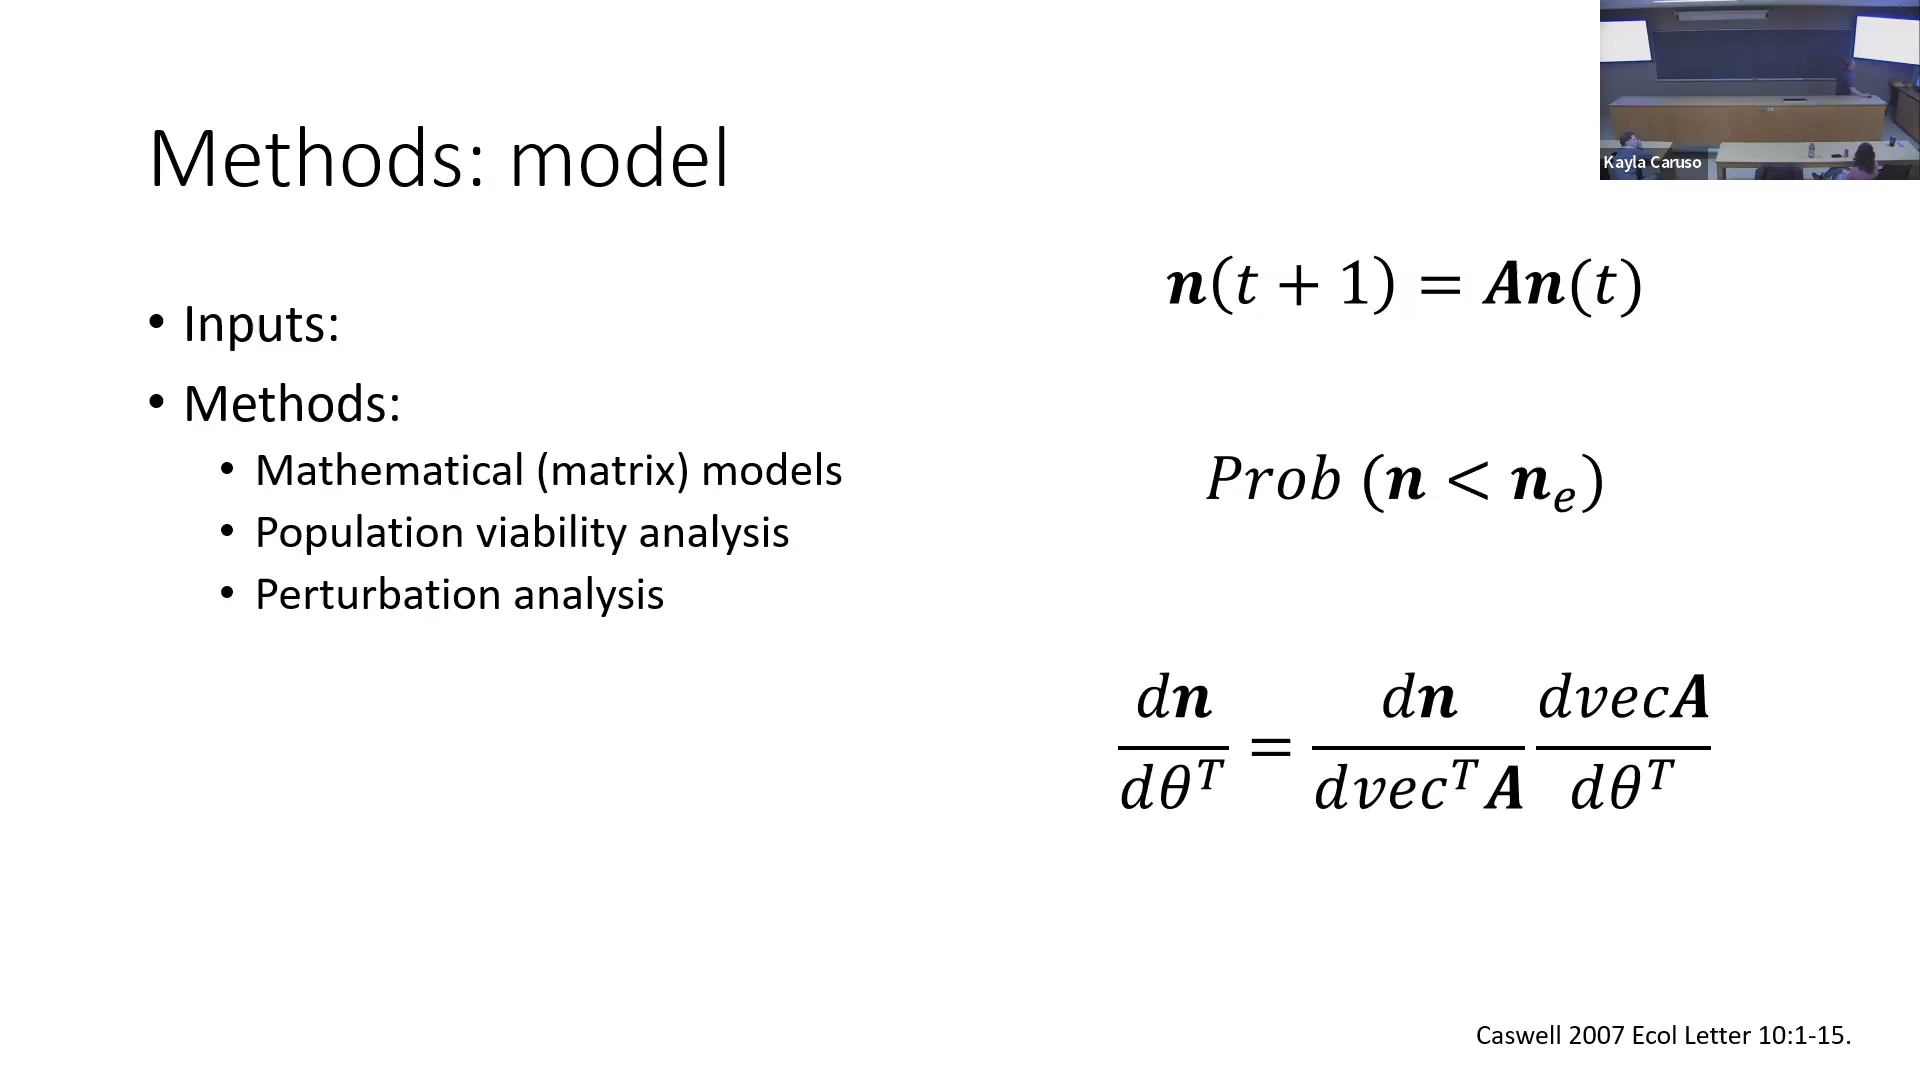 Kayla Caruso
Methods: model
• Inputs:
• Methods:
• Mathematical (matrix) models
• Population viability analysis
• Perturbation analysis
𝒏(𝑡 + 1) = 𝑨𝒏(𝑡)
𝑃𝑟𝑜𝑏 (𝒏 < 𝒏ₑ)
d𝒏/dθᵀ = d𝒏/dvecᵀ𝑨 dvec𝑨/dθᵀ
Caswell 2007 Ecol Letter 10:1-15.